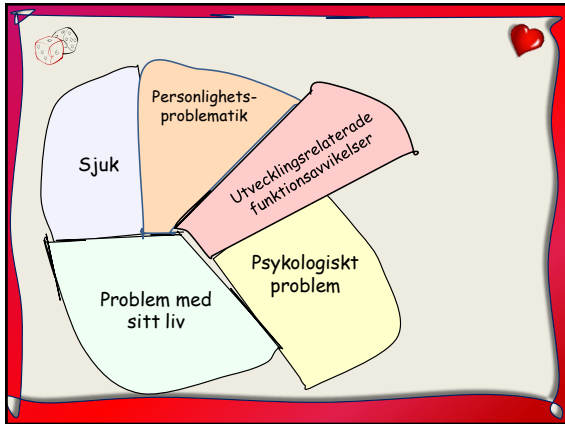 Personlighets-
problematik
Sjuk
Utvecklingsrelaterade
funktionsavvikelser
Psykologiskt
problem
Problem med
sitt liv